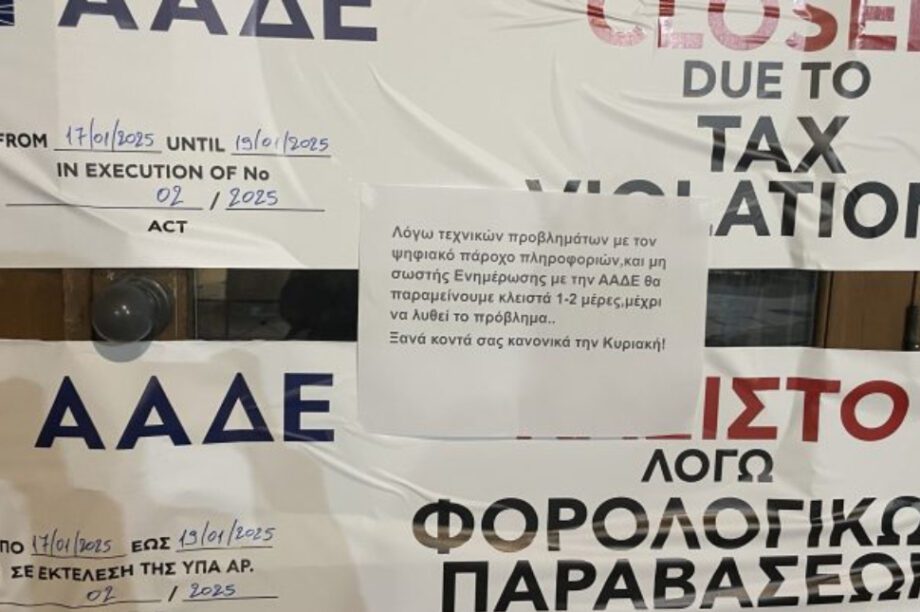 ΑΑΔΕ
FROM 17/01/2025 UNTIL 19/01/2025
IN EXECUTION OF No
02 / 2025
ACT
DUE TO
TAX
Λόγω τεχνικών προβλημάτων με τον
ψηφιακό πάροχο πληροφοριών,και μη
σωστής Ενημέρωσης με την ΑΑΔΕ θα
παραμείνουμε κλειστά 1-2 μέρες,μέχρι
να λυθεί το πρόβλημα..
Ξανά κοντά σας κανονικά την Κυριακή!
ΑΑΔΕ
ΛΟΓΩ
17/01/2025 ΕΩΣ 19/01/2025
ΣΕ ΕΚΤΕΛΕΣΗ ΤΗΣ ΥΠΑ ΑΡ.
02 / 2025